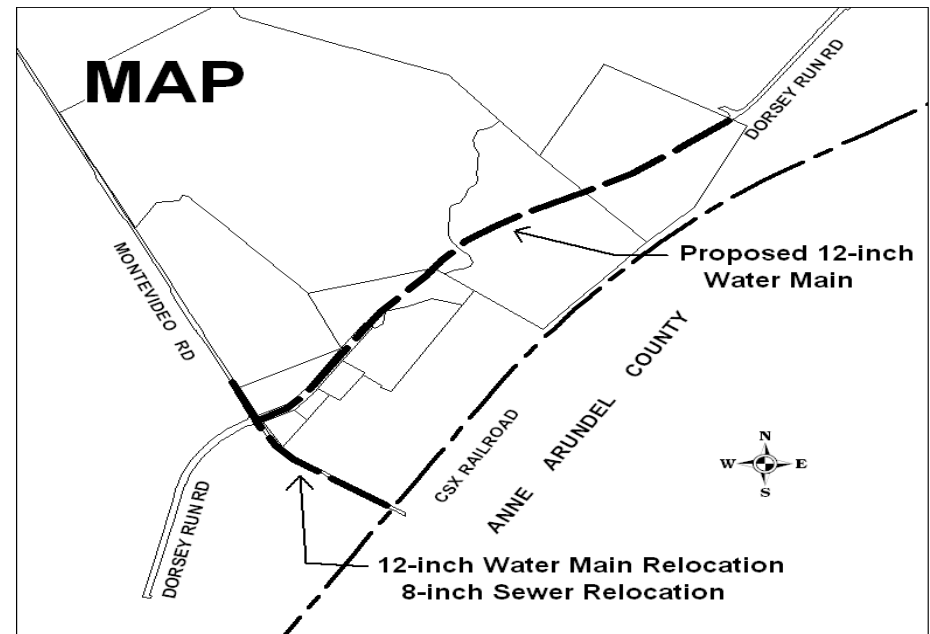 MAP
DORSEY RUN RD
MONTEVIDEO RD
Proposed 12-inch
Water Main
ANNE ARUNDEL COUNTY
CSX RAILROAD
N
W E
S
DORSEY RUN RD
12-inch Water Main Relocation
8-inch Sewer Relocation